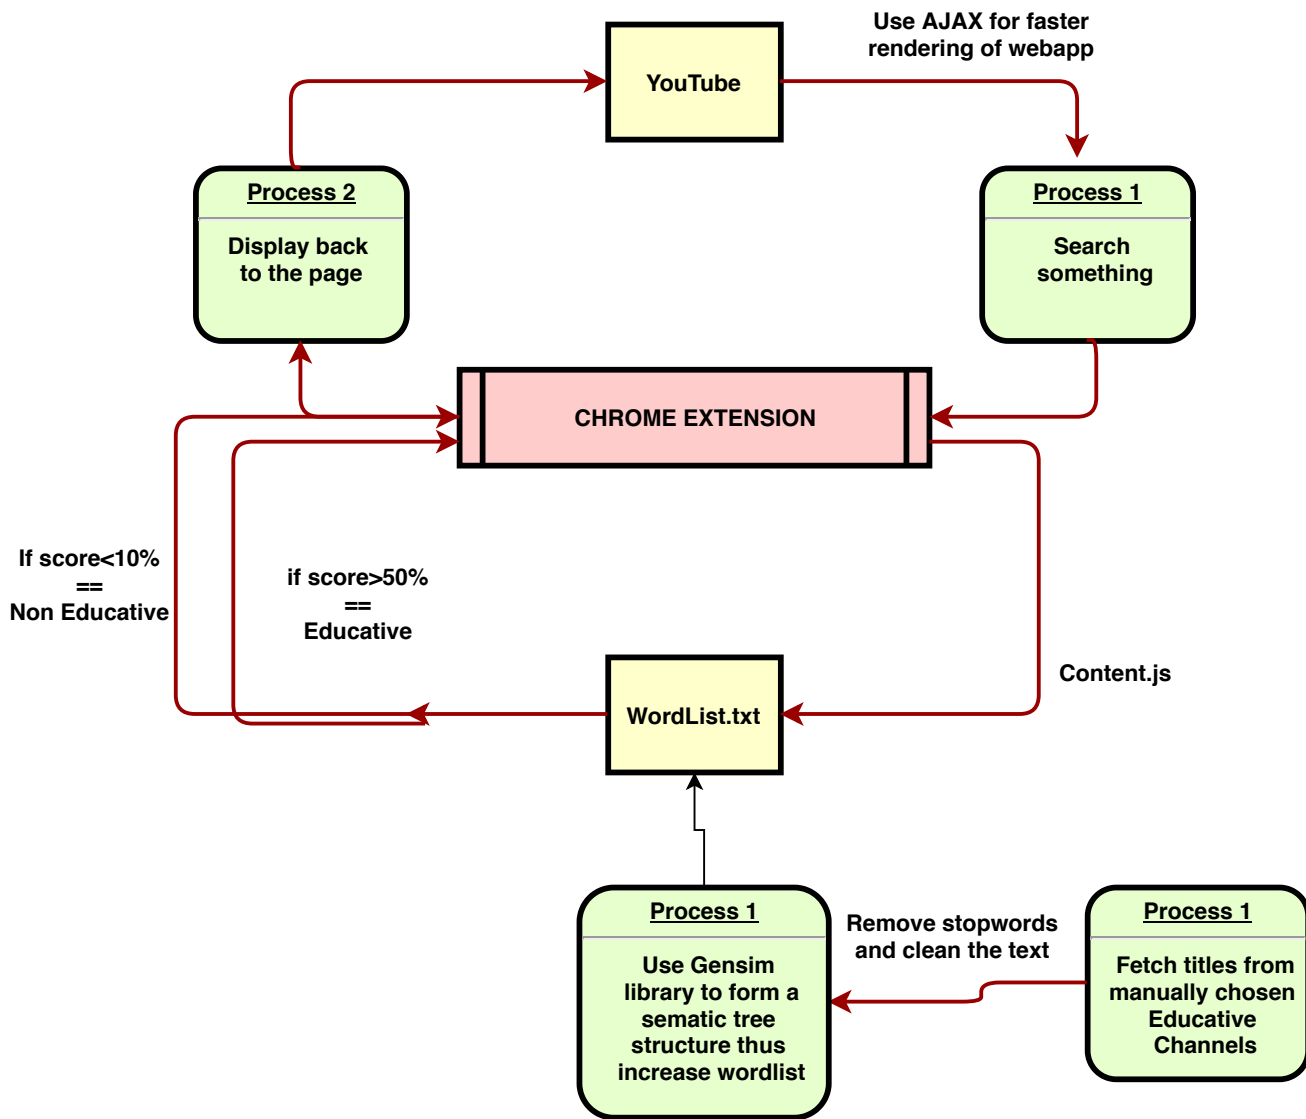 Use AJAX for faster
rendering of webapp
YouTube
Process 2
Display back
to the page
Process 1
Search
something
CHROME EXTENSION
If score<10%
==
Non Educative
if score>50%
==
Educative
Content.js
WordList.txt
Process 1
Use Gensim
library to form a
sematic tree
structure thus
increase wordlist
Remove stopwords
and clean the text
Process 1
Fetch titles from
manually chosen
Educative
Channels